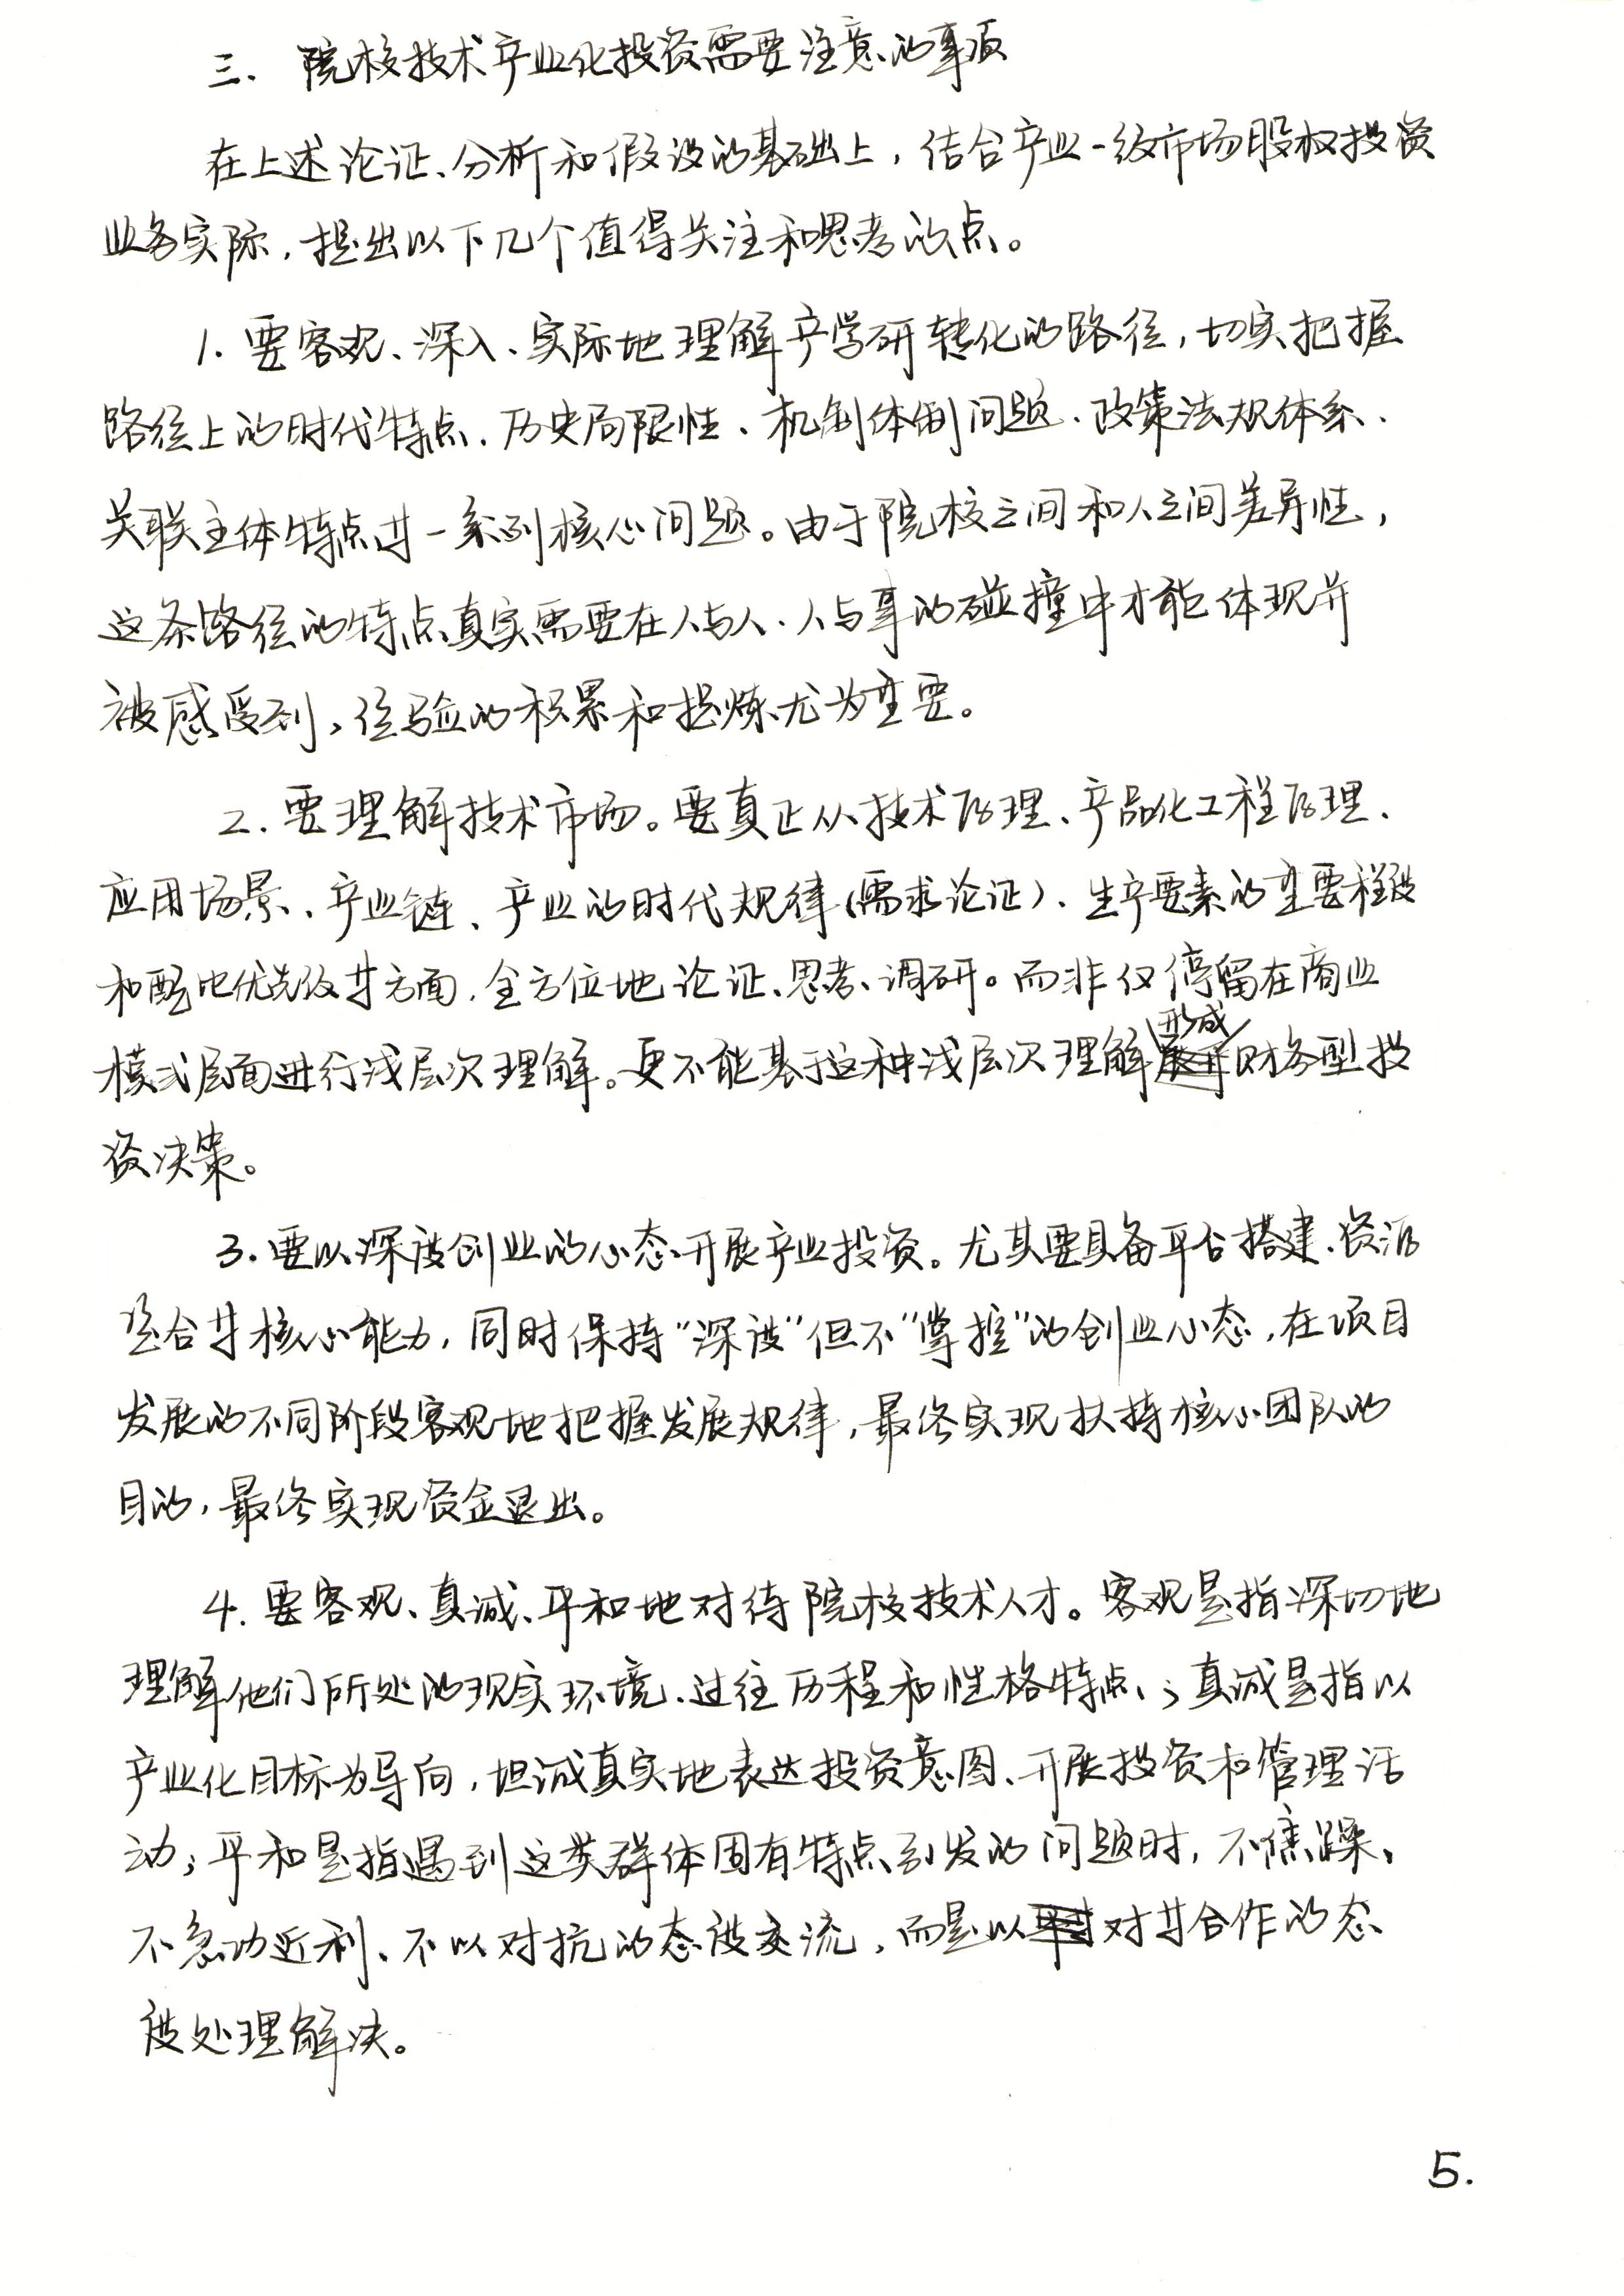 三、院校技术产业化投资需要注意的事项
在上述论证、分析和假设的基础上，结合产业一级市场股权投资
业务实际，提出以下几个值得关注和思考的点。
1. 要客观、深入、实际地理解产学研转化的路径，切实把握
路径上的时代特点、历史局限性、机制体制问题、政策法规体系、
关联主体特点等一系列核心问题。由于院校之间和人之间差异性，
这条路径的特点真实需要在人与人、人与事的碰撞中才能体现并
被感受到，经验的积累和提炼尤为重要。
2. 要理解技术市场。要真正从技术原理、产品化工程原理、
应用场景、产业链、产业的时代规律（需求论证）、生产要素的重要程度
和配比优先级等方面，全方位地论证、思考、调研。而非仅停留在商业
模式层面进行浅层次理解。更不能基于这种浅层次理解形成财务型投
资决策。
3. 要以深度创业的心态开展产业投资。尤其要具备平台搭建、资源
整合等核心能力，同时保持“深度”但不“掌控”的创业心态，在项目
发展的不同阶段客观地把握发展规律，最终实现扶持核心团队的
目的，最终实现资金退出。
4. 要客观、真诚、平和地对待院校技术人才。客观是指深切地
理解他们所处的现实环境、过往历程和性格特点；真诚是指以
产业化目标为导向，坦诚真实地表达投资意图、开展投资和管理活
动；平和是指遇到这类群体固有特点引发的问题时，不焦躁、
不急功近利、不以对抗的态度交流，而是以对等合作的态
度处理解决。
5.